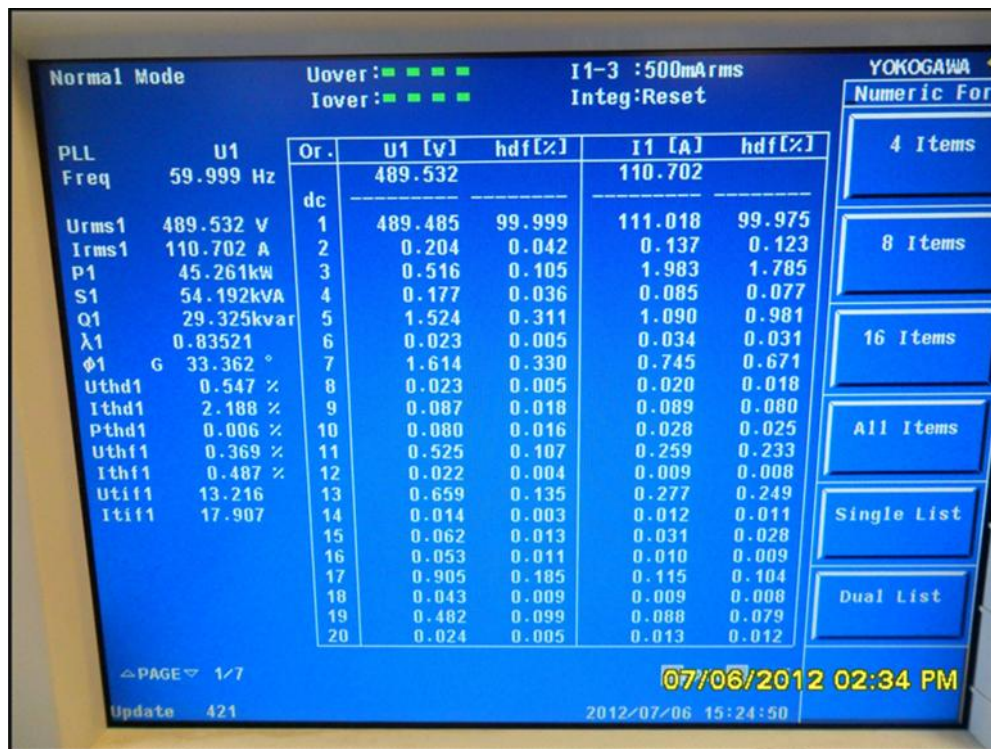 Normal Mode Uover: I1-3 :500mArms YOKOGAWA
Iover: Integ:Reset Numeric For
PLL U1 Or. U1 [V] hdf[%] I1 [A] hdf[%] 4 Items
Freq 59.999 Hz 489.532 110.702
dc -------- -------- -------- --------
Urms1 489.532 V 1 489.485 99.999 111.018 99.975
Irms1 110.702 A 2 0.204 0.042 0.137 0.123 8 Items
P1 45.261kW 3 0.516 0.105 1.983 1.785
S1 54.192kVA 4 0.177 0.036 0.085 0.077
Q1 29.325kvar 5 1.524 0.311 1.090 0.981
λ1 0.83521 6 0.023 0.005 0.034 0.031 16 Items
Φ1 G 33.362 ° 7 1.614 0.330 0.745 0.671
Uthd1 0.547 % 8 0.023 0.005 0.020 0.018
Ithd1 2.188 % 9 0.087 0.018 0.089 0.080
Pthd1 0.006 % 10 0.080 0.016 0.028 0.025 All Items
Uthf1 0.369 % 11 0.525 0.107 0.259 0.233
Ithf1 0.487 % 12 0.022 0.004 0.009 0.008
Utif1 13.216 13 0.659 0.135 0.277 0.249
Itif1 17.907 14 0.014 0.003 0.012 0.011 Single List
15 0.062 0.013 0.031 0.028
16 0.053 0.011 0.010 0.009
17 0.905 0.185 0.115 0.104
18 0.043 0.009 0.009 0.008 Dual List
19 0.482 0.099 0.088 0.079
20 0.024 0.005 0.013 0.012
△PAGE▽ 1/7
07/06/2012 02:34 PM
Update 421 2012/07/06 15:24:50